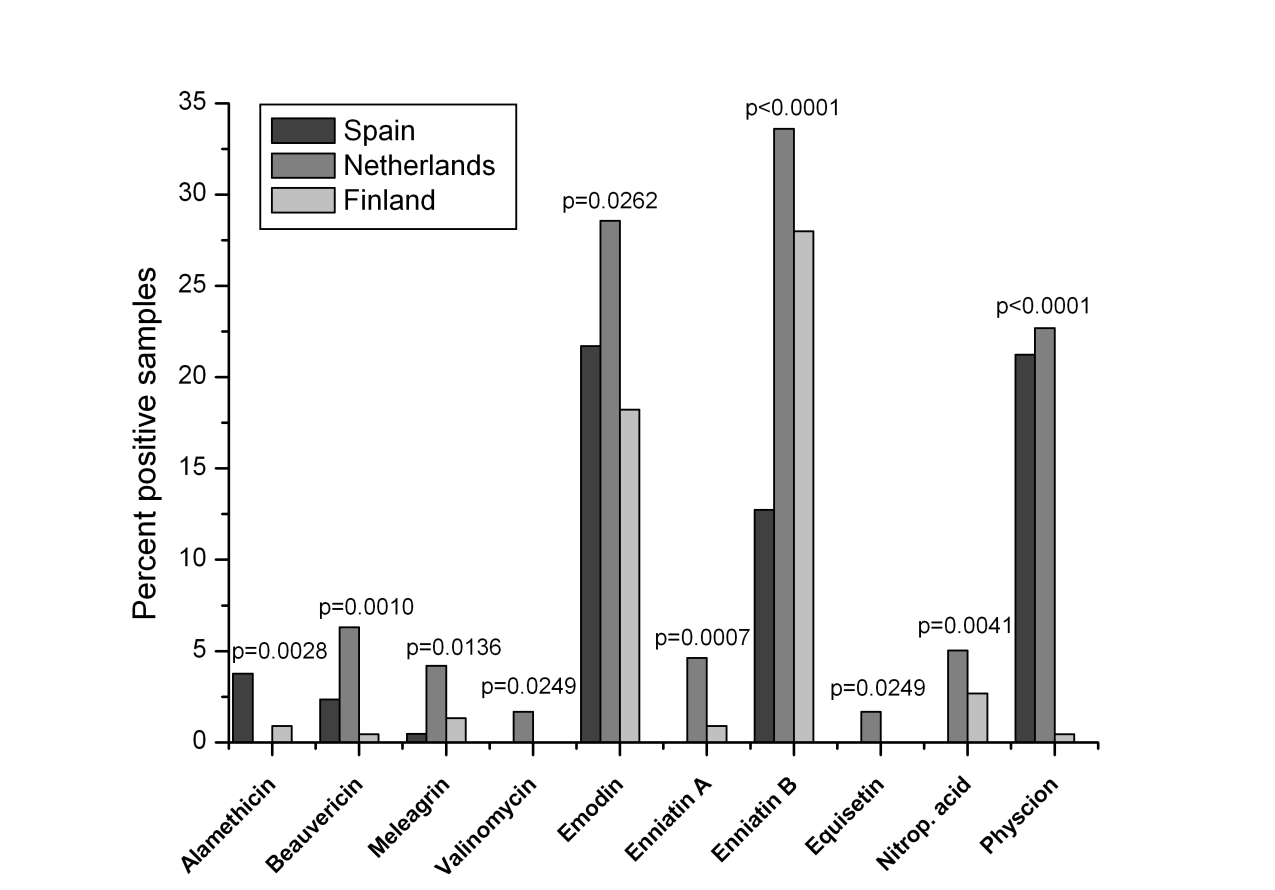 35
30
25
20
15
10
5
0
Percent positive samples
Spain
Netherlands
Finland
p=0.0028
p=0.0010
p=0.0136
p=0.0249
p=0.0262
p=0.0007
p<0.0001
p=0.0249
p=0.0041
p<0.0001
Alamethicin
Beauvericin
Meleagrin
Valinomycin
Emodin
Enniatin A
Enniatin B
Equisetin
Nitrop. acid
Physcion